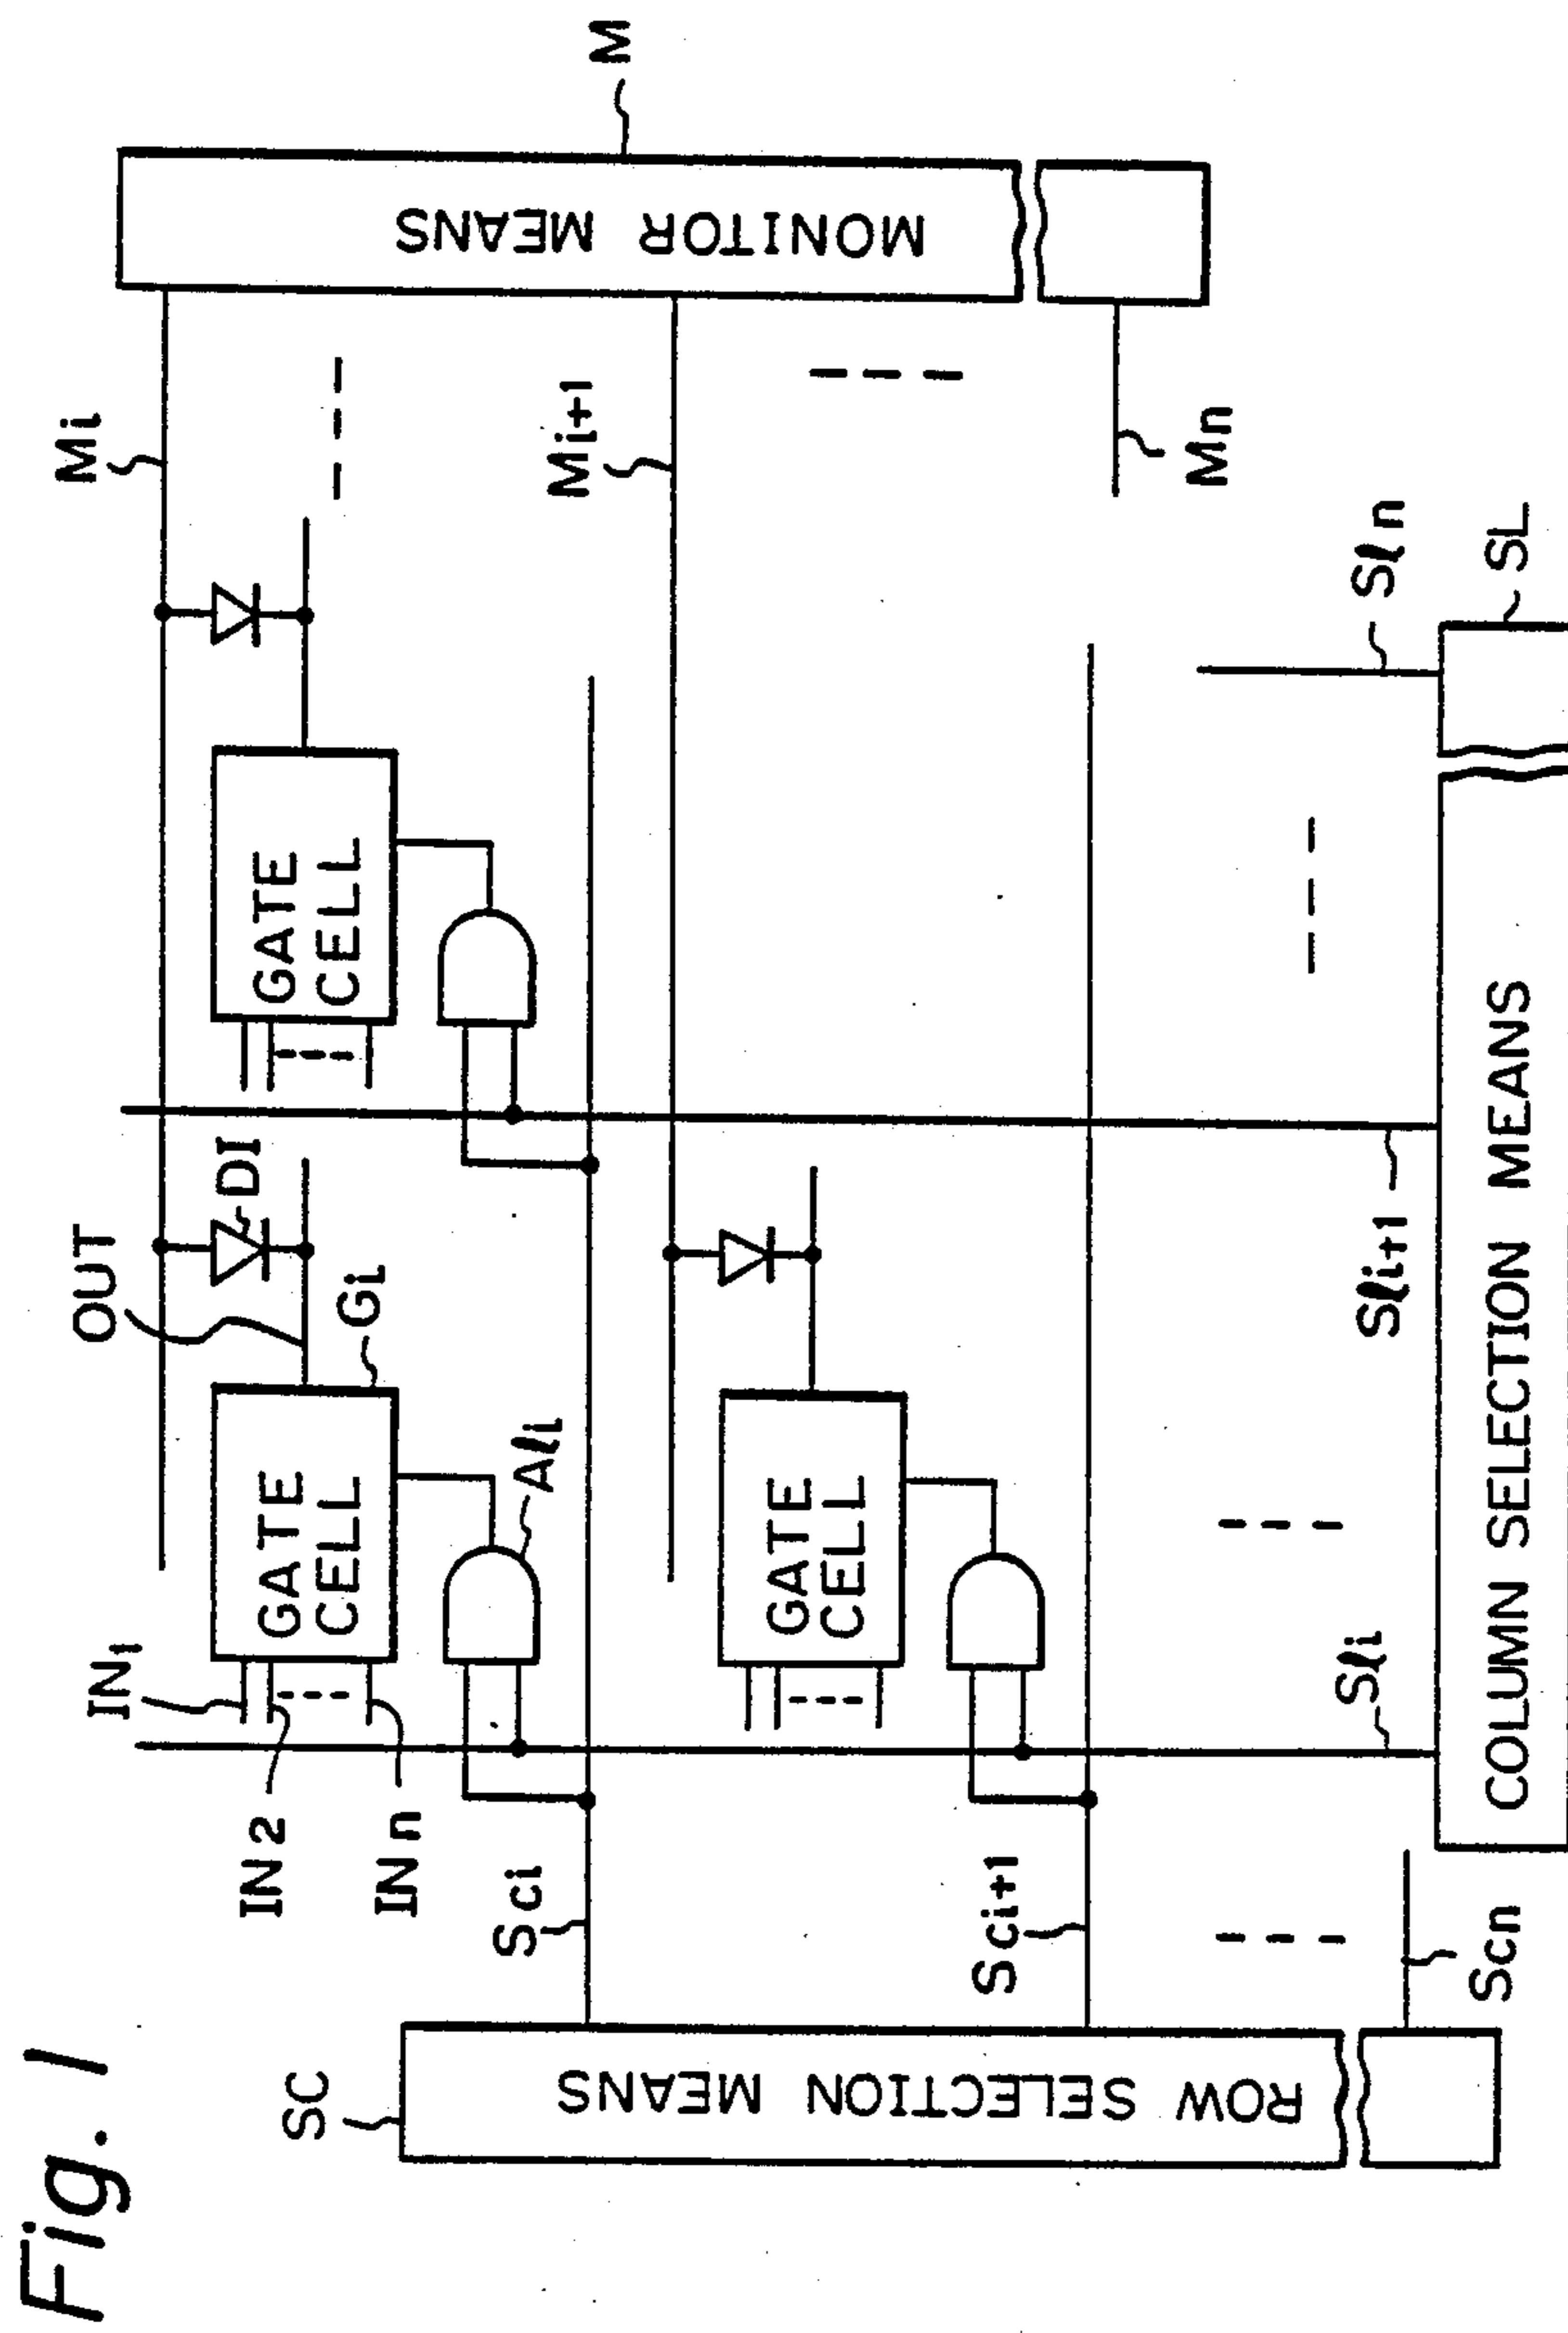 Fig. 1
OUT
Mi
IN1
DI
GATE
CELL
GATE
CELL
Gi
IN2
INn
Ali
SC
Sci
Mi+1
M
MONITOR MEANS
ROW SELECTION MEANS
GATE
CELL
Sci+1
Mn
Sli
Sli+1
Sln
Scn
COLUMN SELECTION MEANS
SL